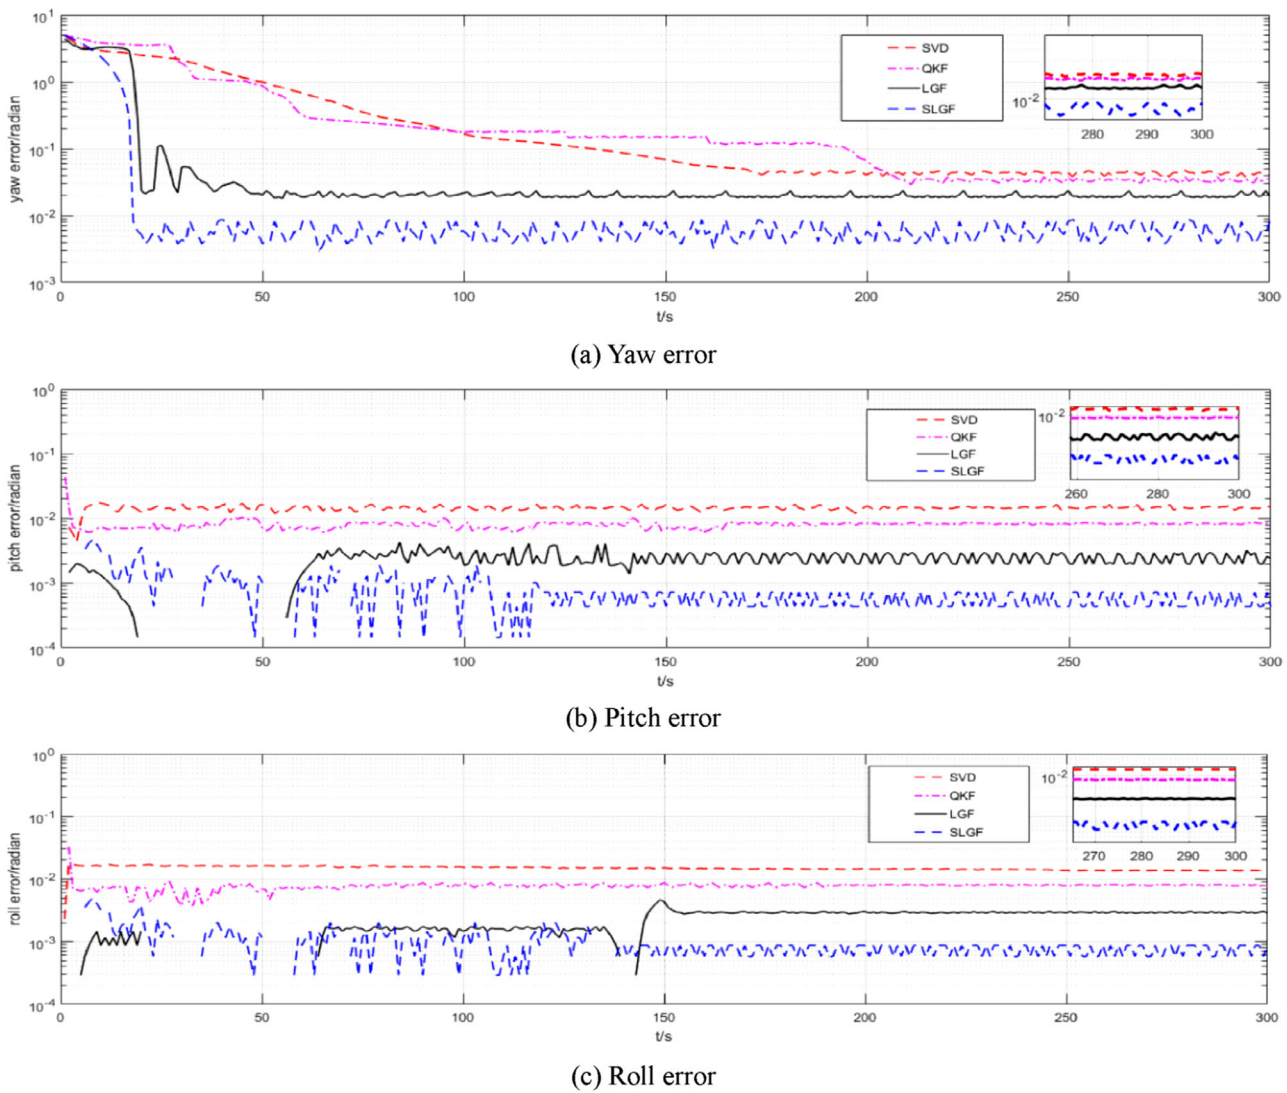 10^1
10^0
10^-1
10^-2
10^-3
yaw error/radian
SVD
QKF
LGF
SLGF
10^-2
280 290 300
0 50 100 150 200 250 300
t/s
(a) Yaw error
10^0
10^-1
10^-2
10^-3
10^-4
pitch error/radian
SVD
QKF
LGF
SLGF
10^-2
260 280 300
0 50 100 150 200 250 300
t/s
(b) Pitch error
10^0
10^-1
10^-2
10^-3
10^-4
roll error/radian
SVD
QKF
LGF
SLGF
10^-2
270 280 290 300
0 50 100 150 200 250 300
t/s
(c) Roll error